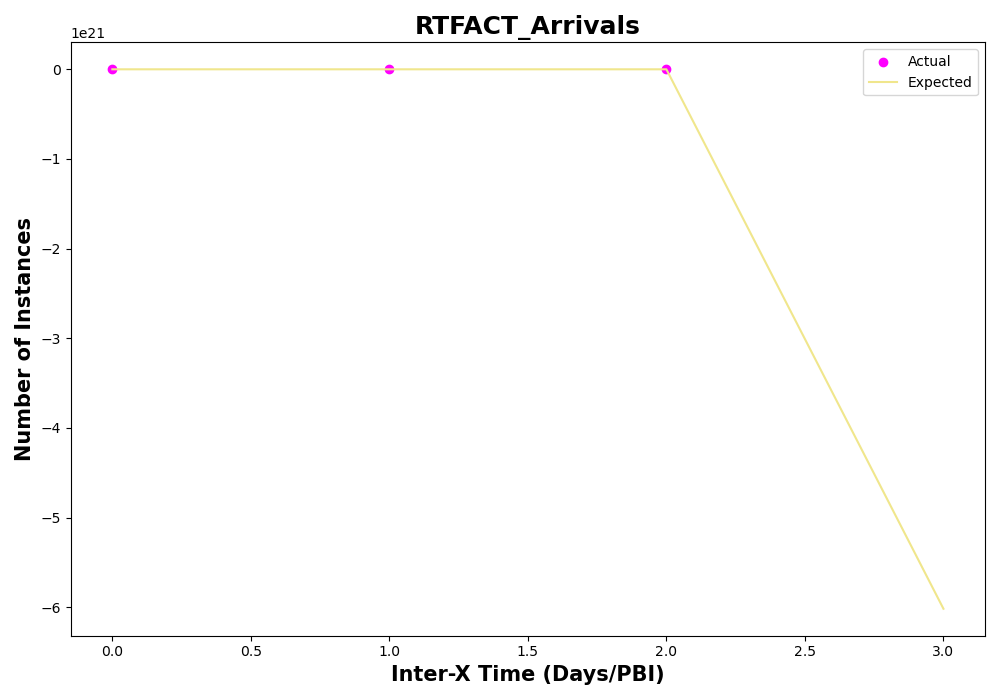 RTFACT_Arrivals
1e21
Actual
Expected
0
−1
−2
−3
−4
−5
−6
Number of Instances
0.0
0.5
1.0
1.5
2.0
2.5
3.0
Inter-X Time (Days/PBI)